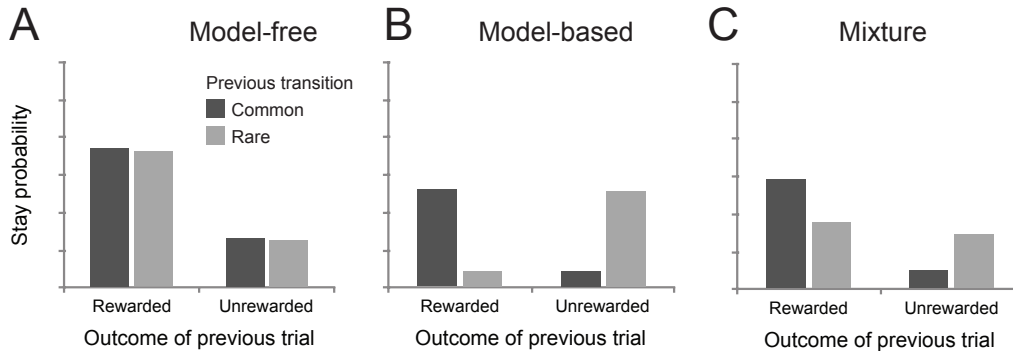 A
Model-free
Previous transition
Common
Rare
Stay probability
Rewarded
Unrewarded
Outcome of previous trial
B
Model-based
Rewarded
Unrewarded
Outcome of previous trial
C
Mixture
Rewarded
Unrewarded
Outcome of previous trial